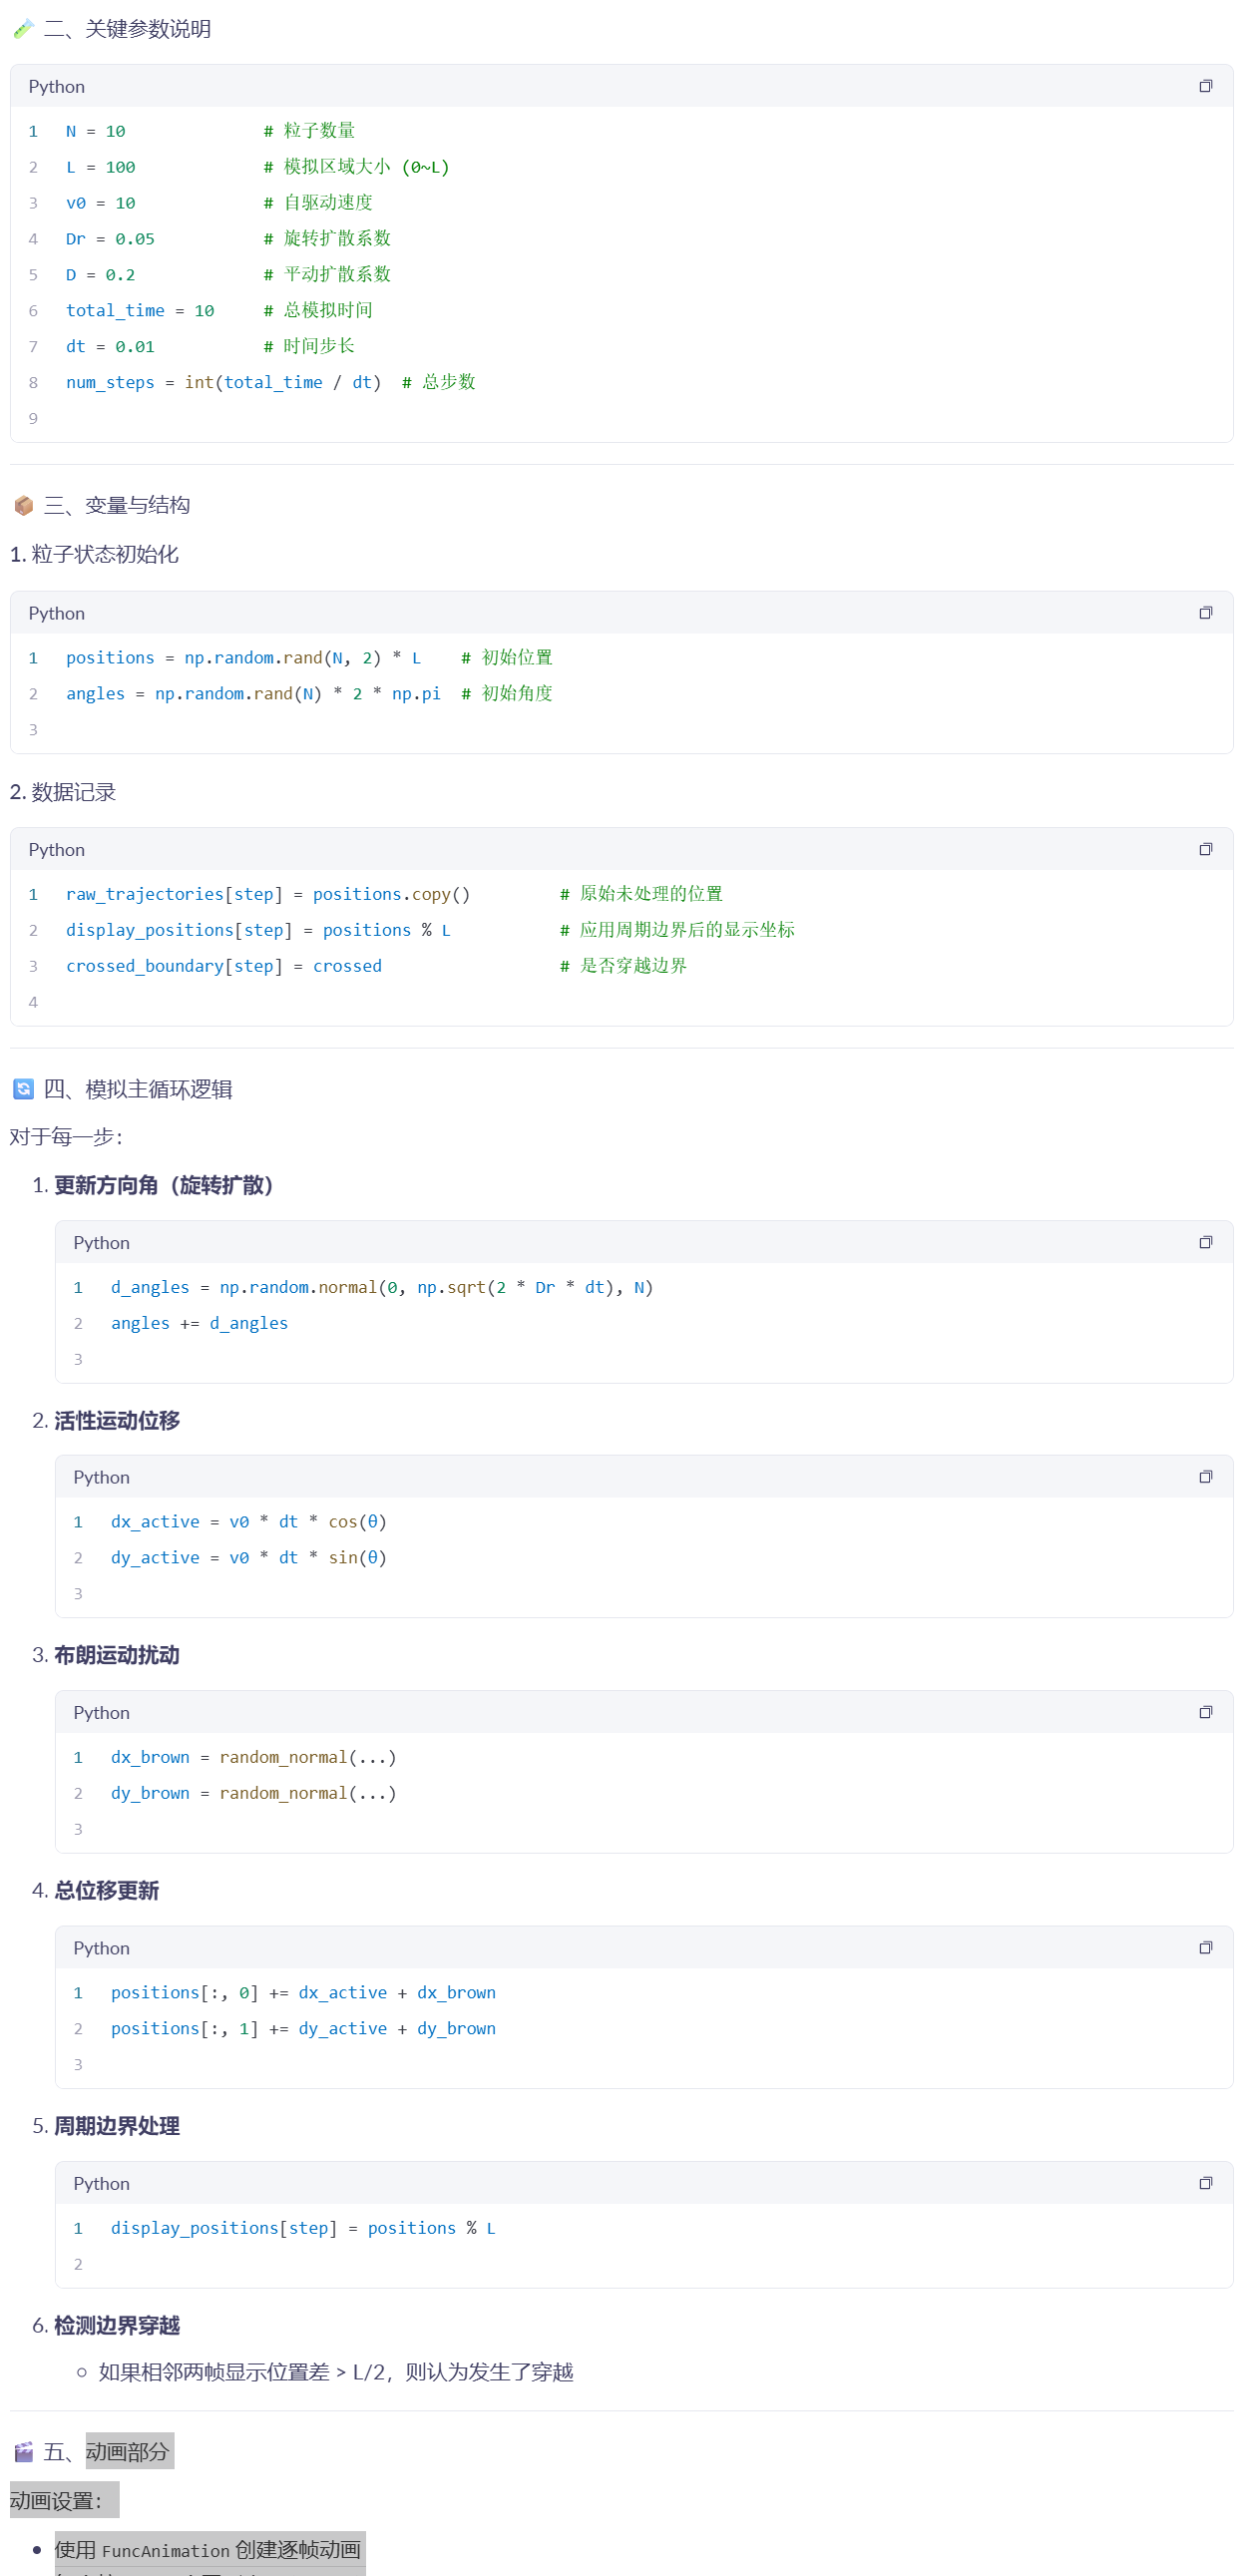 🧪 二、关键参数说明
Python
1 N = 10 # 粒子数量
2 L = 100 # 模拟区域大小 (0~L)
3 v0 = 10 # 自驱动速度
4 Dr = 0.05 # 旋转扩散系数
5 D = 0.2 # 平动扩散系数
6 total_time = 10 # 总模拟时间
7 dt = 0.01 # 时间步长
8 num_steps = int(total_time / dt) # 总步数
9
📦 三、变量与结构
1. 粒子状态初始化
Python
1 positions = np.random.rand(N, 2) * L # 初始位置
2 angles = np.random.rand(N) * 2 * np.pi # 初始角度
3
2. 数据记录
Python
1 raw_trajectories[step] = positions.copy() # 原始未处理的位置
2 display_positions[step] = positions % L # 应用周期边界后的显示坐标
3 crossed_boundary[step] = crossed # 是否穿越边界
4
🔄 四、模拟主循环逻辑
对于每一步：
1. 更新方向角（旋转扩散）
Python
1 d_angles = np.random.normal(0, np.sqrt(2 * Dr * dt), N)
2 angles += d_angles
3
2. 活性运动位移
Python
1 dx_active = v0 * dt * cos(θ)
2 dy_active = v0 * dt * sin(θ)
3
3. 布朗运动扰动
Python
1 dx_brown = random_normal(...)
2 dy_brown = random_normal(...)
3
4. 总位移更新
Python
1 positions[:, 0] += dx_active + dx_brown
2 positions[:, 1] += dy_active + dy_brown
3
5. 周期边界处理
Python
1 display_positions[step] = positions % L
2
6. 检测边界穿越
○ 如果相邻两帧显示位置差 > L/2，则认为发生了穿越
🎬 五、动画部分
动画设置：
• 使用 FuncAnimation 创建逐帧动画